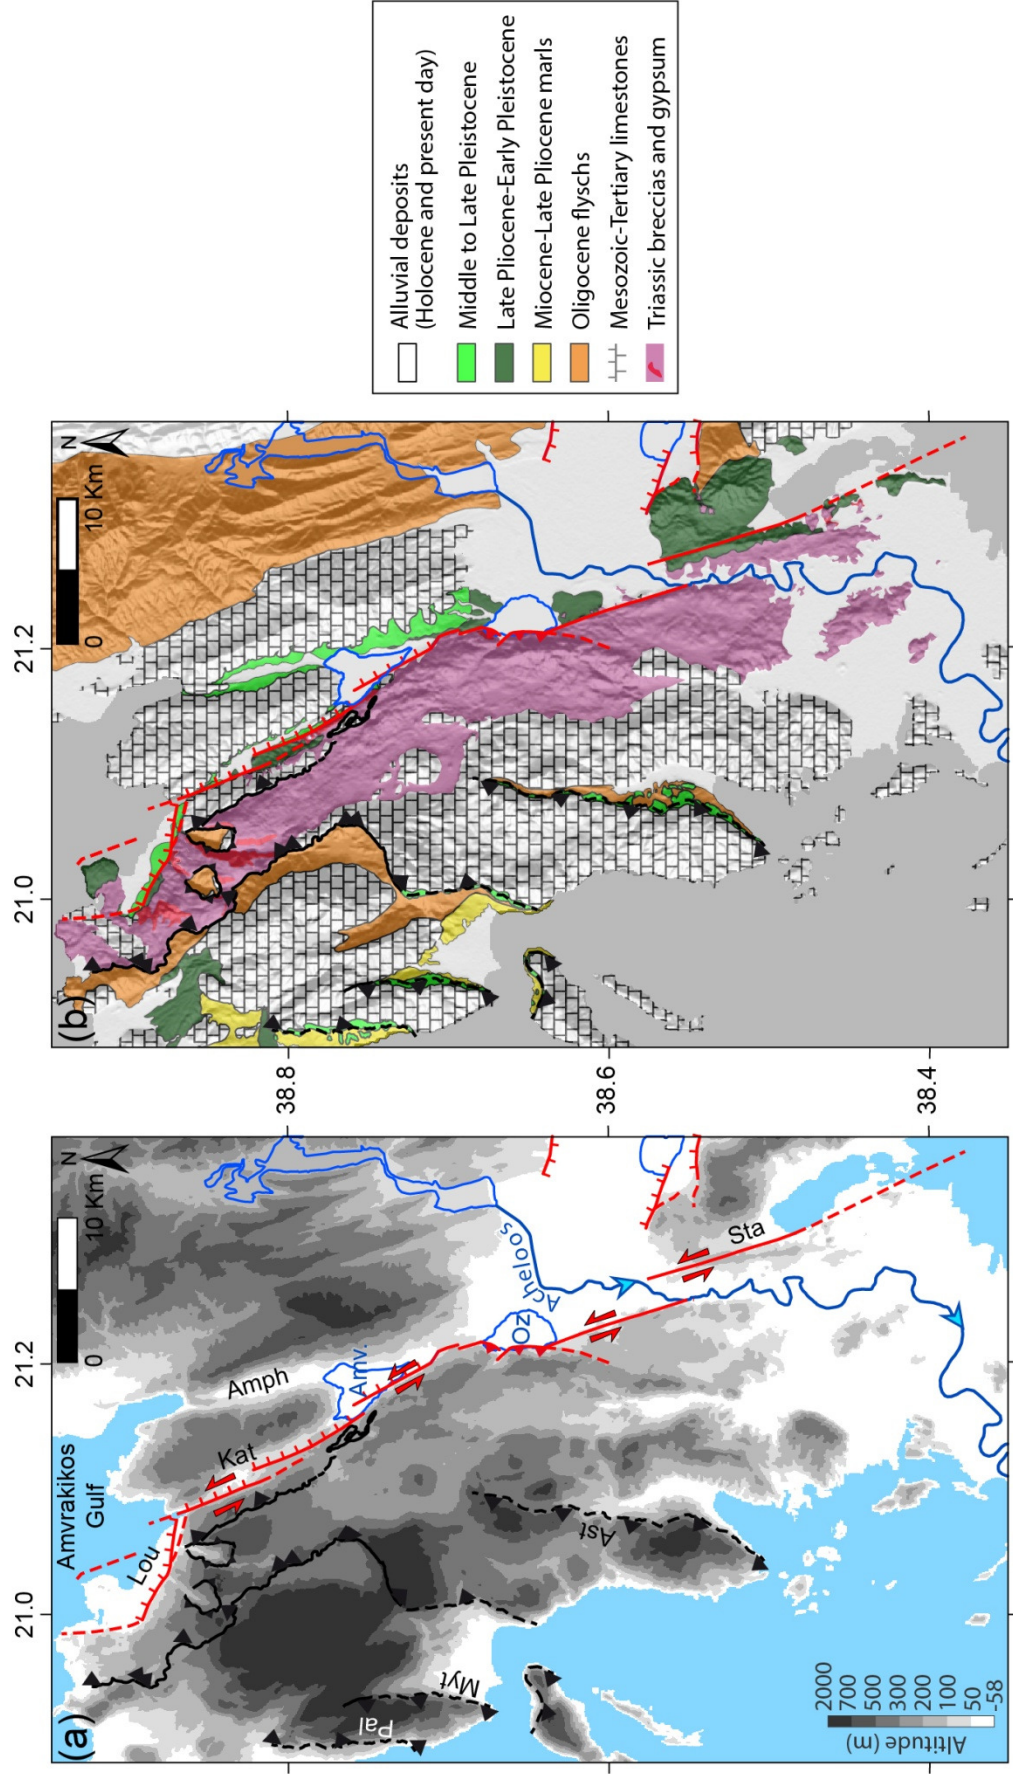 (a)
N
0 10 Km
Amvrakikos
Gulf
Lou
Kat
Amph
Amv.
Oz
Acheloos
Sta
Ast
Myt
Pal
Altitude (m)
2000
700
500
300
200
100
50
-58
21.0
21.2
38.8
38.6
38.4
(b)
N
0 10 Km
21.0
21.2
Alluvial deposits
(Holocene and present day)
Middle to Late Pleistocene
Late Pliocene-Early Pleistocene
Miocene-Late Pliocene marls
Oligocene flyschs
Mesozoic-Tertiary limestones
Triassic breccias and gypsum